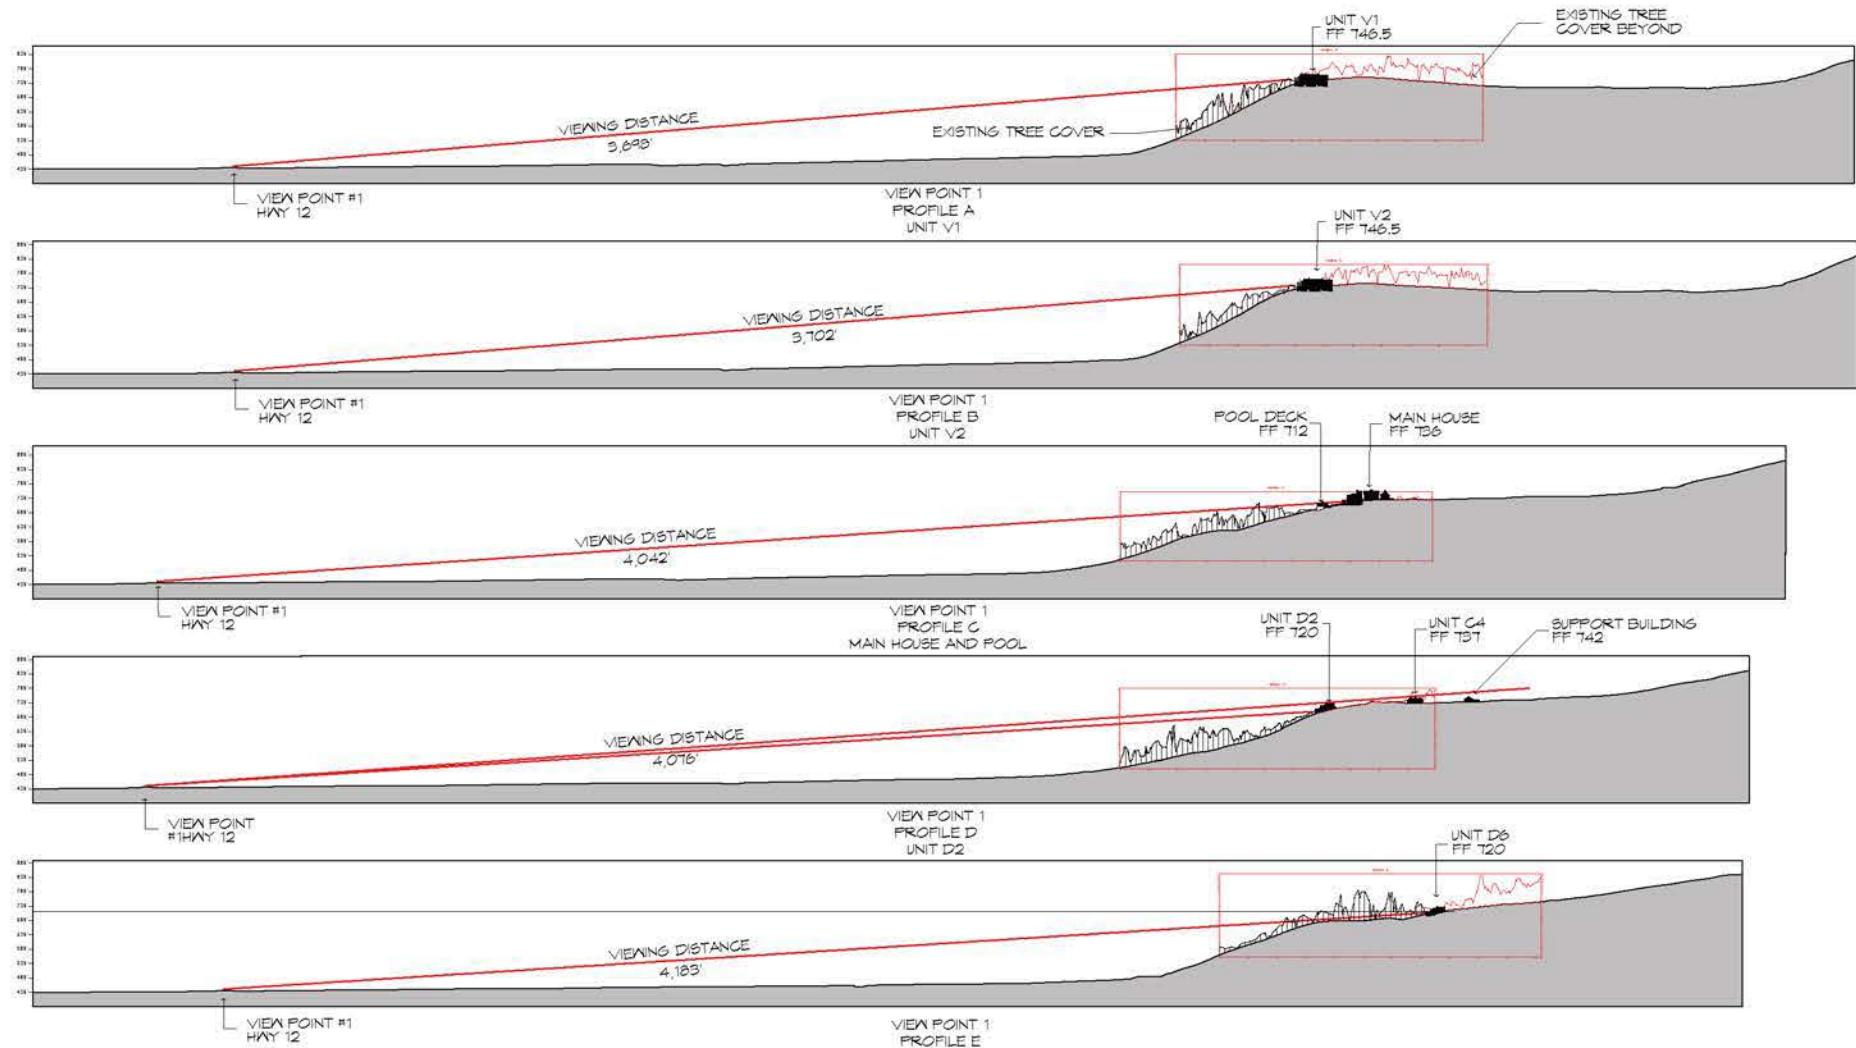 UNIT V1
FF 746.5
EXISTING TREE
COVER BEYOND
VIEWING DISTANCE
3,693'
EXISTING TREE COVER
VIEW POINT #1
HWY 12
VIEW POINT 1
PROFILE A
UNIT V1
UNIT V2
FF 746.5
VIEWING DISTANCE
3,702'
VIEW POINT #1
HWY 12
VIEW POINT 1
PROFILE B
UNIT V2
POOL DECK
FF 712
MAIN HOUSE
FF 736
VIEWING DISTANCE
4,042'
VIEW POINT #1
HWY 12
VIEW POINT 1
PROFILE C
MAIN HOUSE AND POOL
UNIT D2
FF 720
UNIT C4
FF 737
SUPPORT BUILDING
FF 742
VIEWING DISTANCE
4,076'
VIEW POINT
#1HWY 12
VIEW POINT 1
PROFILE D
UNIT D2
UNIT D6
FF 720
VIEWING DISTANCE
4,183'
VIEW POINT #1
HWY 12
VIEW POINT 1
PROFILE E